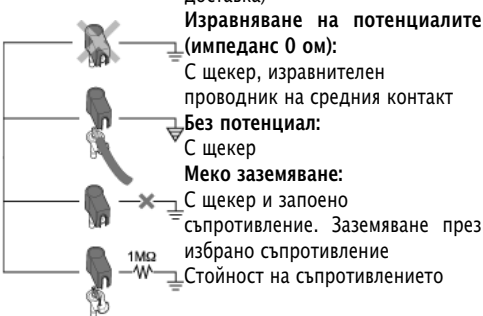 доставка)
Изравняване на потенциалите
(импеданс 0 ом):
С щекер, изравнителен
проводник на средния контакт
Без потенциал:
С щекер
Меко заземяване:
С щекер и запоено
съпротивление. Заземяване през
избрано съпротивление
1MΩ
Стойност на съпротивлението